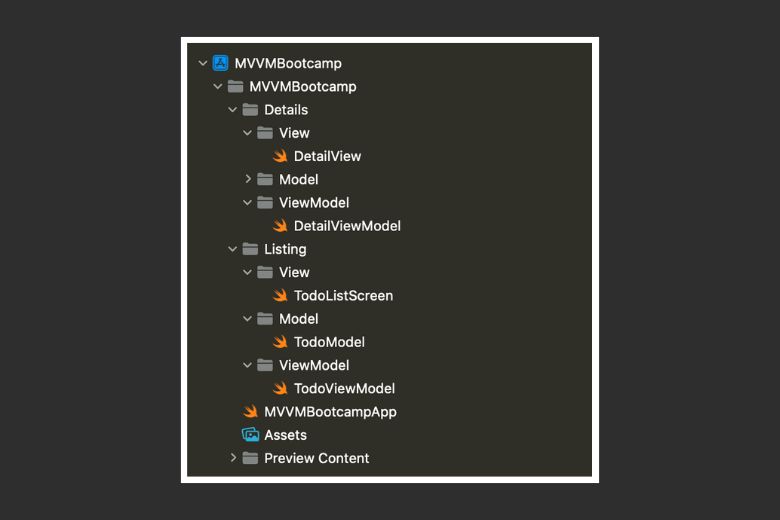 MVVMBootcamp
MVVMBootcamp
Details
View
DetailView
Model
ViewModel
DetailViewModel
Listing
View
TodoListScreen
Model
TodoModel
ViewModel
TodoViewModel
MVVMBootcampApp
Assets
Preview Content